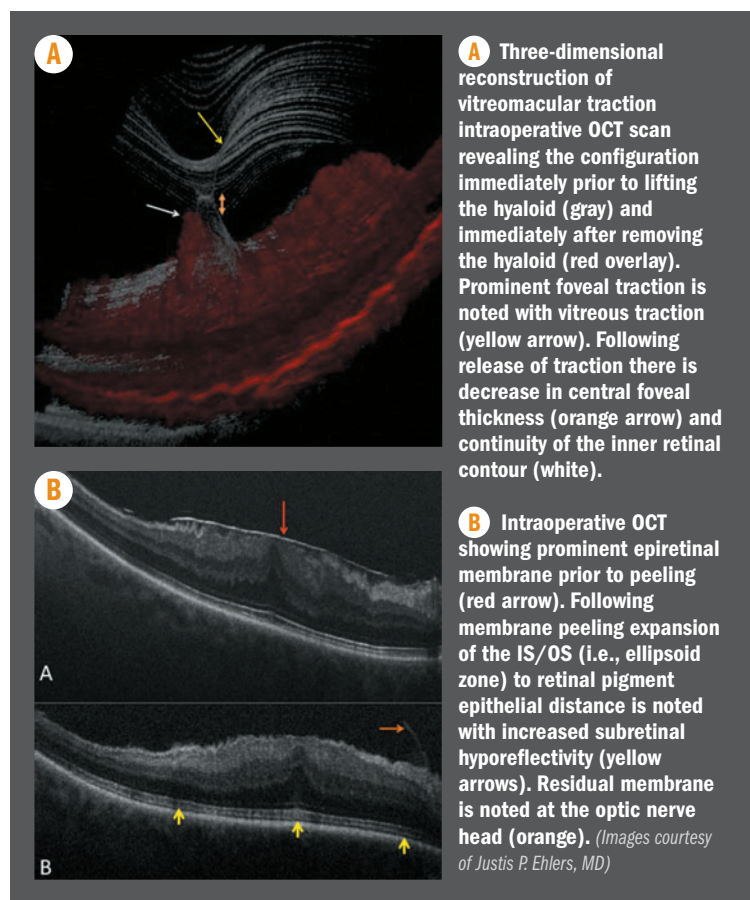 A
A Three-dimensional
reconstruction of
vitreomacular traction
intraoperative OCT scan
revealing the configuration
immediately prior to lifting
the hyaloid (gray) and
immediately after removing
the hyaloid (red overlay).
Prominent foveal traction is
noted with vitreous traction
(yellow arrow). Following
release of traction there is
decrease in central foveal
thickness (orange arrow) and
continuity of the inner retinal
contour (white).
B
A
B
B Intraoperative OCT
showing prominent epiretinal
membrane prior to peeling
(red arrow). Following
membrane peeling expansion
of the IS/OS (i.e., ellipsoid
zone) to retinal pigment
epithelial distance is noted
with increased subretinal
hyporeflectivity (yellow
arrows). Residual membrane
is noted at the optic nerve
head (orange). (Images courtesy
of Justis P. Ehlers, MD)